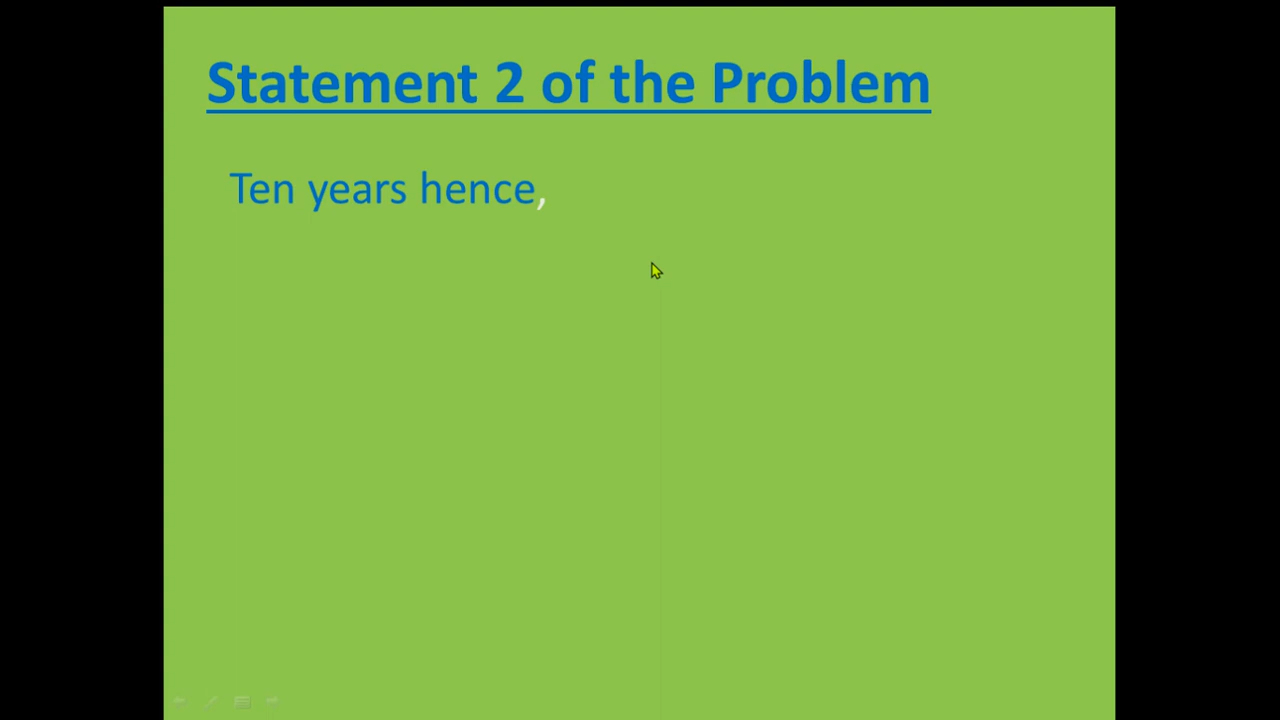 Statement 2 of the Problem
Ten years hence,